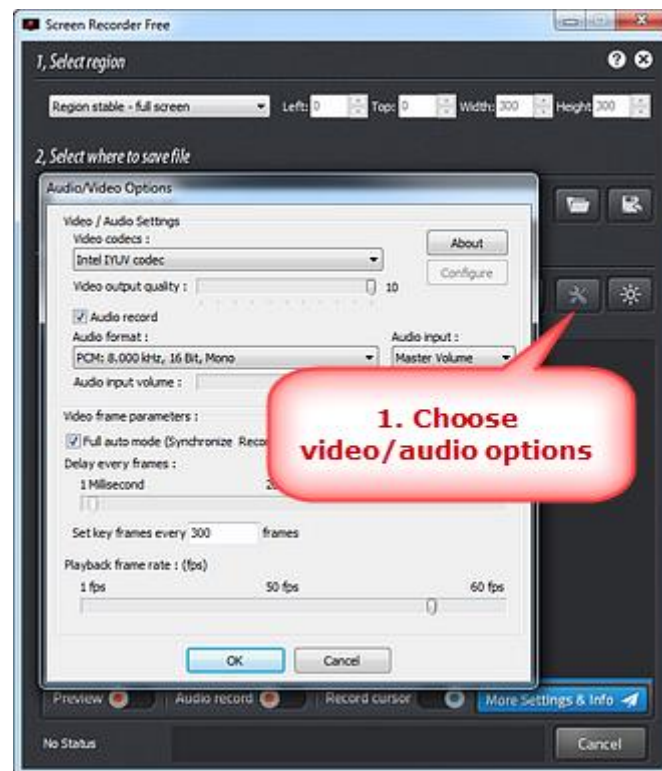 Screen Recorder Free
1, Select region
Region stable - full screen Left: 0 Top: 0 Width: 300 Height 300
2, Select where to save file
Audio/Video Options
Video / Audio Settings
Video codecs :
Intel IYUV codec
About
Configure
Video output quality : 10
Audio record
Audio format : Audio input :
PCM: 8.000 kHz, 16 Bit, Mono Master Volume
Audio input volume :
1. Choose
video/audio options
Video frame parameters :
Full auto mode (Synchronize Reco
Delay every frames :
1 Millisecond
Set key frames every 300 frames
Playback frame rate : (fps)
1 fps 50 fps 60 fps
OK Cancel
Preview Audio record Record cursor More Settings & Info
No Status Cancel